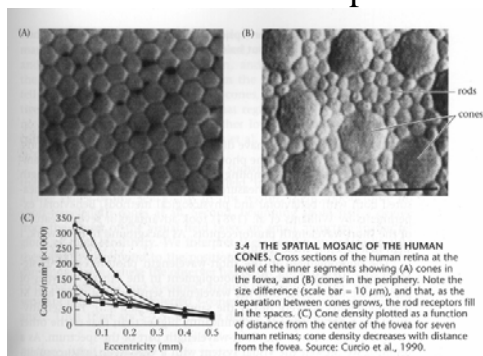 (A)
(B)
rods
cones
(C)
350
300
250
200
150
100
50
0
Cones/mm² (×1000)
0.1 0.2 0.3 0.4 0.5
Eccentricity (mm)
3.4 THE SPATIAL MOSAIC OF THE HUMAN
CONES. Cross sections of the human retina at
the level of the inner segments showing (A) cones in
the fovea, and (B) cones in the periphery. Note the
size difference (scale bar = 10 μm), and that, as the
separation between cones grows, the rod receptors fill
in the spaces. (C) Cone density plotted as a function
of distance from the center of the fovea for seven
human retinas; cone density decreases with distance
from the fovea. Source: Curcio et al., 1990.